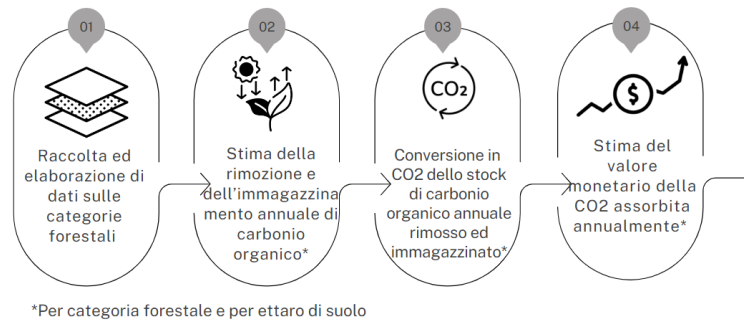 01
Raccolta ed
elaborazione di
dati sulle
categorie
forestali
02
Stima della
rimozione e
dell'immagazzina
mento annuale di
carbonio
organico*
03
CO2
Conversione in
CO2 dello stock
di carbonio
organico annuale
rimosso ed
immagazzinato*
04
$
Stima del
valore
monetario della
CO2 assorbita
annualmente*
*Per categoria forestale e per ettaro di suolo